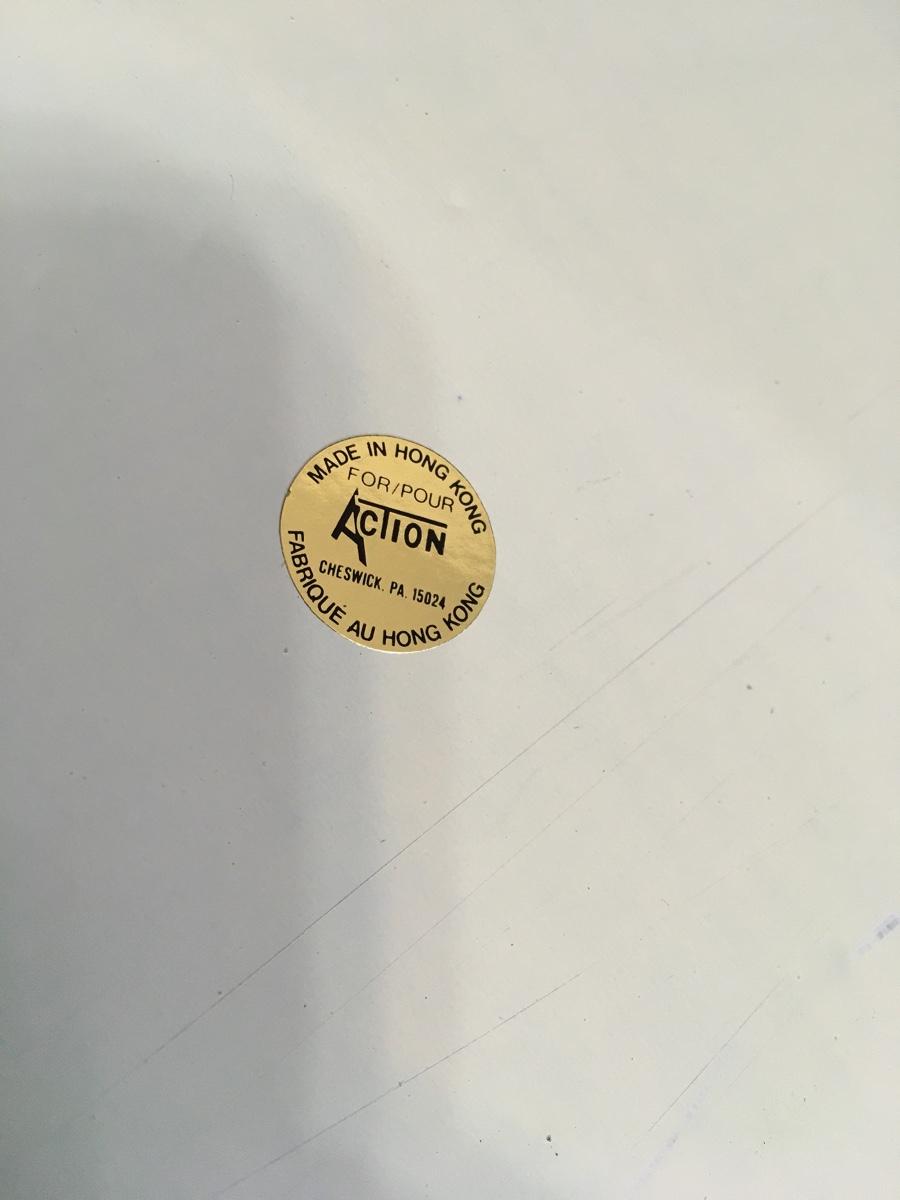 MADE IN HONG KONG
FOR/POUR
ACTION
CHESWICK, PA. 15024
FABRIQUÉ AU HONG KONG